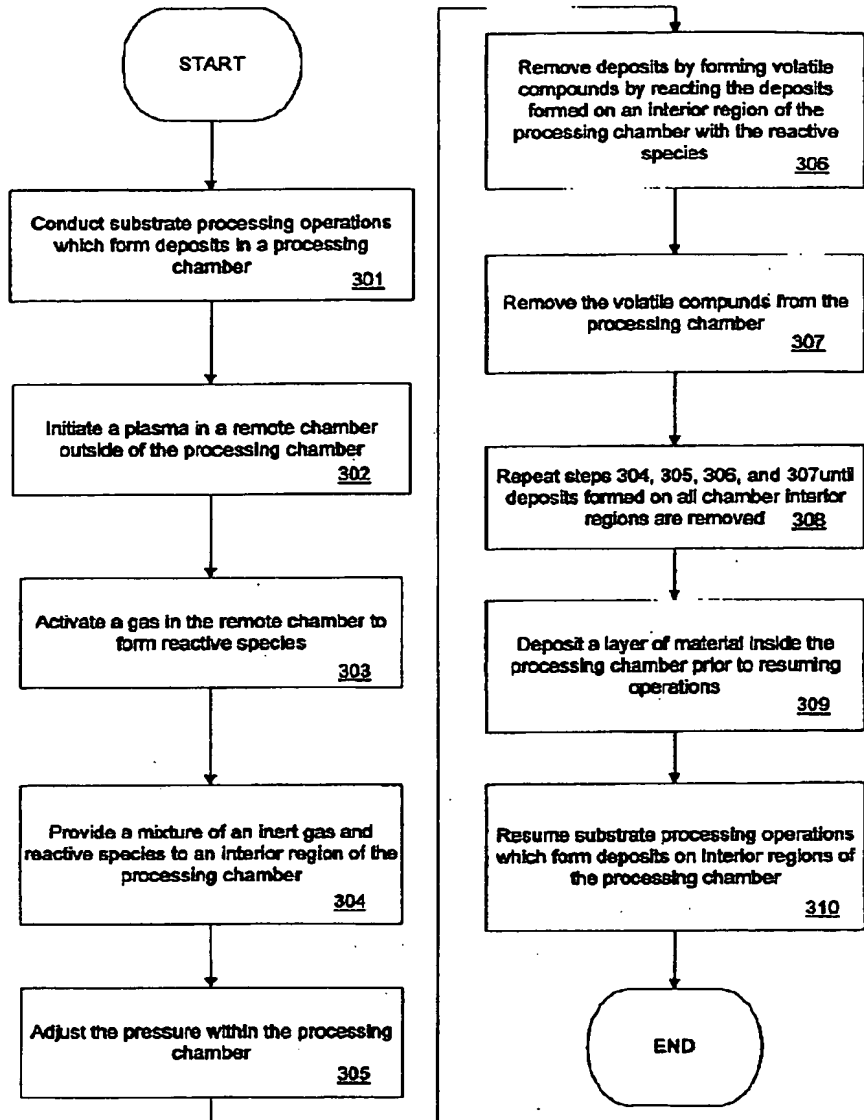 START
Conduct substrate processing operations
which form deposits in a processing
chamber
301
Initiate a plasma in a remote chamber
outside of the processing chamber
302
Activate a gas in the remote chamber to
form reactive species
303
Provide a mixture of an inert gas and
reactive species to an interior region of the
processing chamber
304
Adjust the pressure within the processing
chamber
305
Remove deposits by forming volatile
compounds by reacting the deposits
formed on an interior region of the
processing chamber with the reactive
species
306
Remove the volatile compunds from the
processing chamber
307
Repeat steps 304, 305, 306, and 307until
deposits formed on all chamber interior
regions are removed 308
Deposit a layer of material inside the
processing chamber prior to resuming
operations
309
Resume substrate processing operations
which form deposits on interior regions of
the processing chamber
310
END